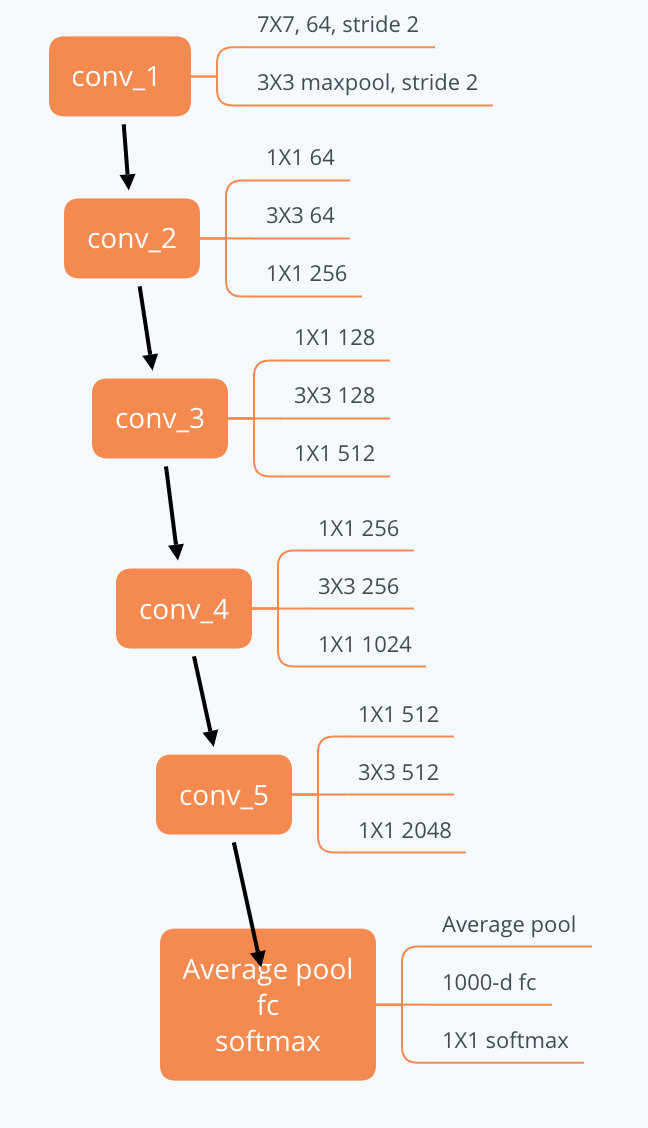 conv_1
7X7, 64, stride 2
3X3 maxpool, stride 2
conv_2
1X1 64
3X3 64
1X1 256
conv_3
1X1 128
3X3 128
1X1 512
conv_4
1X1 256
3X3 256
1X1 1024
conv_5
1X1 512
3X3 512
1X1 2048
Average pool
fc
softmax
Average pool
1000-d fc
1X1 softmax